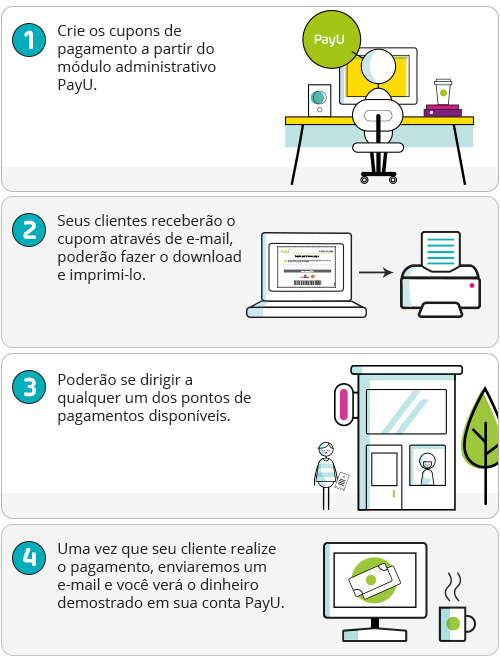 1
Crie os cupons de
pagamento a partir do
módulo administrativo
PayU.
PayU
2
Seus clientes receberão o
cupom através de e-mail,
poderão fazer o download
e imprimi-lo.
3
Poderão se dirigir a
qualquer um dos pontos de
pagamentos disponíveis.
4
Uma vez que seu cliente realize
o pagamento, enviaremos um
e-mail e você verá o dinheiro
demostrado em sua conta PayU.